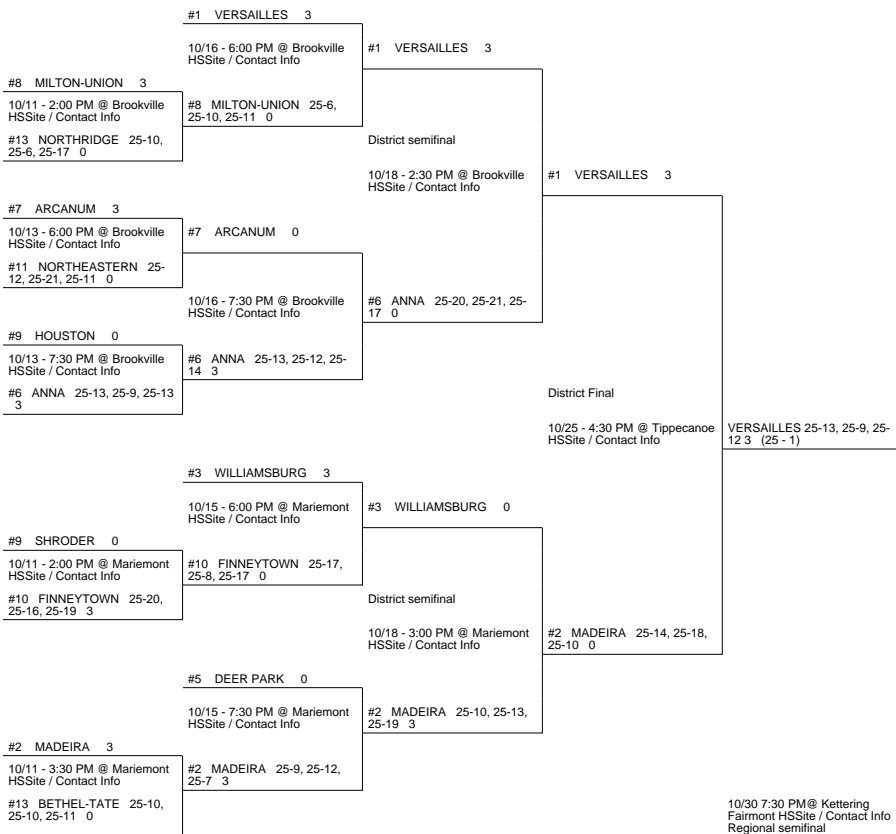 #1 VERSAILLES 3
10/16 - 6:00 PM @ Brookville
HSSite / Contact Info
#1 VERSAILLES 3
#8 MILTON-UNION 3
10/11 - 2:00 PM @ Brookville
HSSite / Contact Info
#8 MILTON-UNION 25-6,
25-10, 25-11 0
#13 NORTHRIDGE 25-10,
25-6, 25-17 0
District semifinal
10/18 - 2:30 PM @ Brookville
HSSite / Contact Info
#1 VERSAILLES 3
#7 ARCANUM 3
10/13 - 6:00 PM @ Brookville
HSSite / Contact Info
#7 ARCANUM 0
#11 NORTHEASTERN 25-
12, 25-21, 25-11 0
10/16 - 7:30 PM @ Brookville
HSSite / Contact Info
#6 ANNA 25-20, 25-21, 25-
17 0
#9 HOUSTON 0
10/13 - 7:30 PM @ Brookville
HSSite / Contact Info
#6 ANNA 25-13, 25-12, 25-
14 3
#6 ANNA 25-13, 25-9, 25-13
3
District Final
10/25 - 4:30 PM @ Tippecanoe
HSSite / Contact Info
VERSAILLES 25-13, 25-9, 25-
12 3 (25 - 1)
#3 WILLIAMSBURG 3
10/15 - 6:00 PM @ Mariemont
HSSite / Contact Info
#3 WILLIAMSBURG 0
#9 SHRODER 0
10/11 - 2:00 PM @ Mariemont
HSSite / Contact Info
#10 FINNEYTOWN 25-17,
25-8, 25-17 0
#10 FINNEYTOWN 25-20,
25-16, 25-19 3
District semifinal
10/18 - 3:00 PM @ Mariemont
HSSite / Contact Info
#2 MADEIRA 25-14, 25-18,
25-10 0
#5 DEER PARK 0
10/15 - 7:30 PM @ Mariemont
HSSite / Contact Info
#2 MADEIRA 25-10, 25-13,
25-19 3
#2 MADEIRA 3
10/11 - 3:30 PM @ Mariemont
HSSite / Contact Info
#2 MADEIRA 25-9, 25-12,
25-7 3
#13 BETHEL-TATE 25-10,
25-10, 25-11 0
10/30 7:30 PM@ Kettering
Fairmont HSSite / Contact Info
Regional semifinal